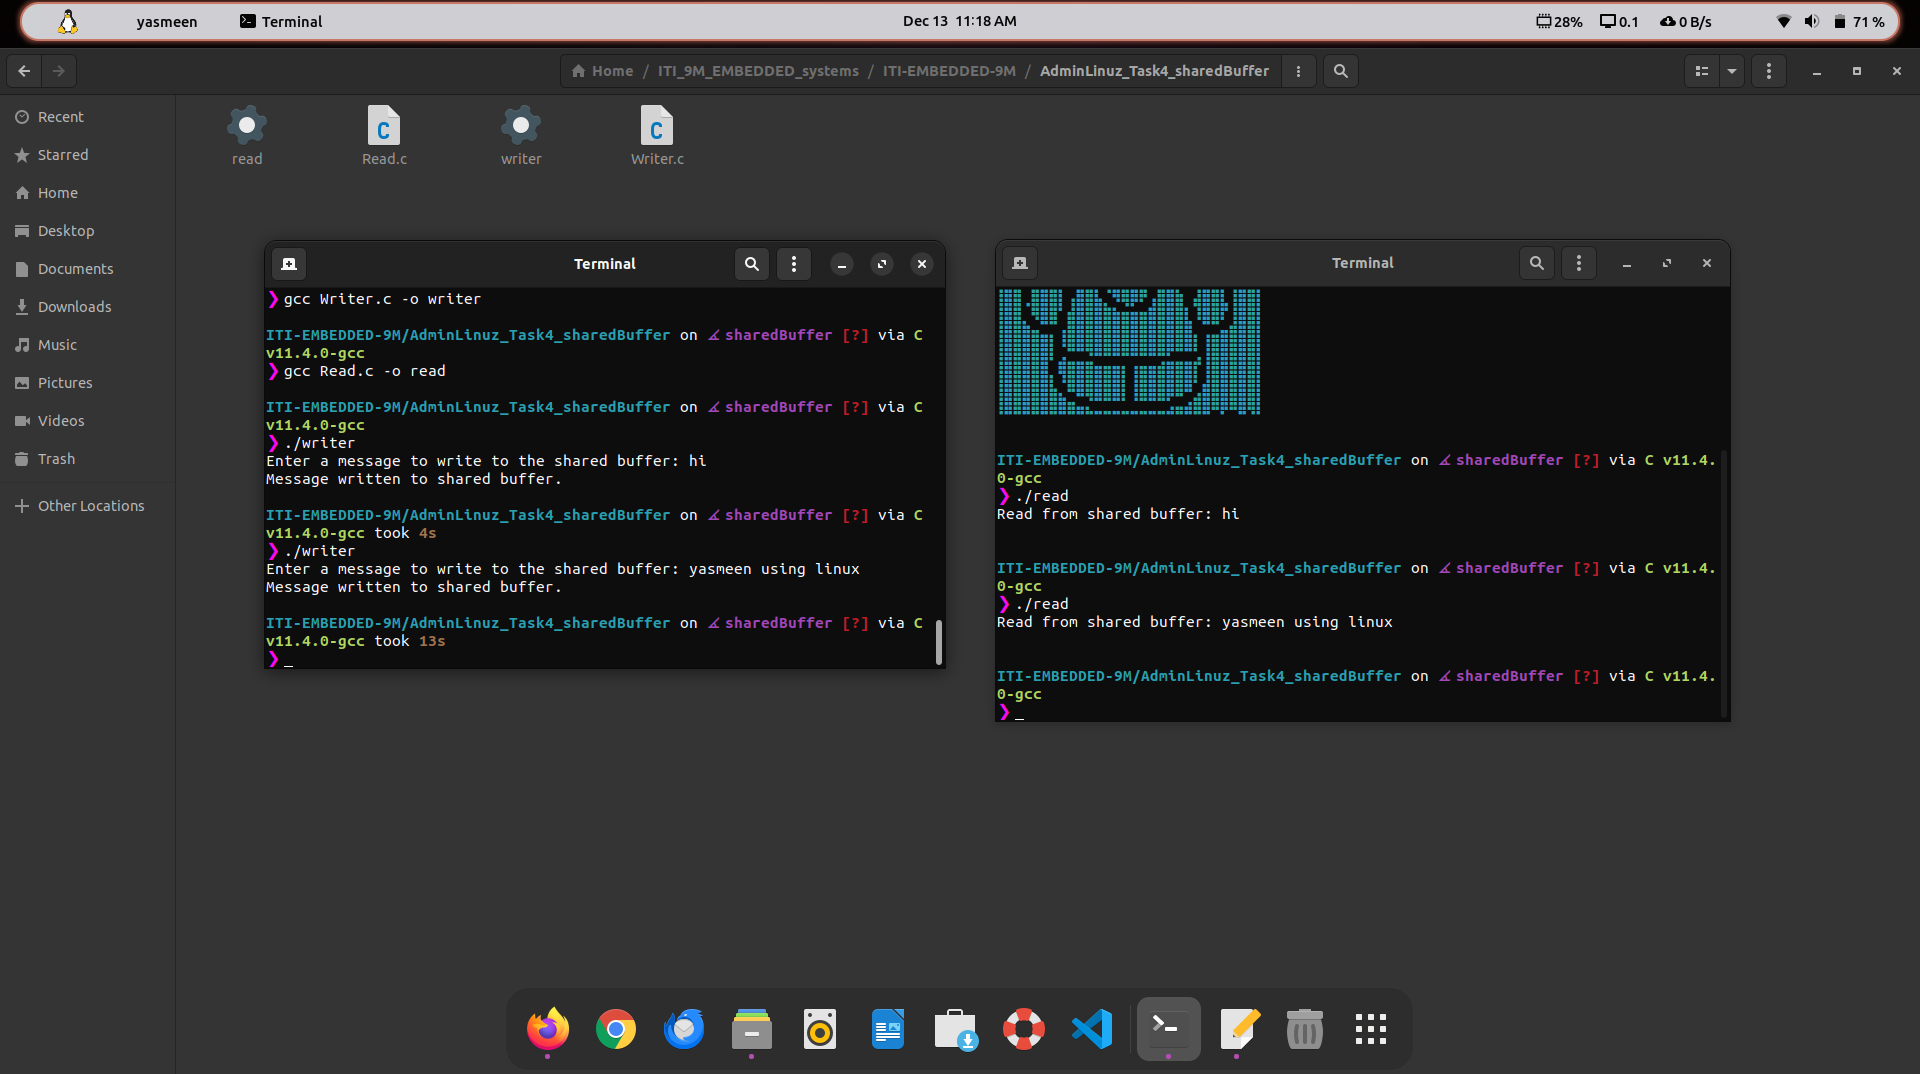 yasmeen
Terminal
Dec 13 11:18 AM
28%
0.1
0 B/s
71 %
Home / ITI_9M_EMBEDDED_systems / ITI-EMBEDDED-9M / AdminLinuz_Task4_sharedBuffer
Recent
Starred
Home
Desktop
Documents
Downloads
Music
Pictures
Videos
Trash
Other Locations
read
Read.c
writer
Writer.c
Terminal
❯ gcc Writer.c -o writer
ITI-EMBEDDED-9M/AdminLinuz_Task4_sharedBuffer on sharedBuffer [?] via C
v11.4.0-gcc
❯ gcc Read.c -o read
ITI-EMBEDDED-9M/AdminLinuz_Task4_sharedBuffer on sharedBuffer [?] via C
v11.4.0-gcc
❯ ./writer
Enter a message to write to the shared buffer: hi
Message written to shared buffer.
ITI-EMBEDDED-9M/AdminLinuz_Task4_sharedBuffer on sharedBuffer [?] via C
v11.4.0-gcc took 4s
❯ ./writer
Enter a message to write to the shared buffer: yasmeen using linux
Message written to shared buffer.
ITI-EMBEDDED-9M/AdminLinuz_Task4_sharedBuffer on sharedBuffer [?] via C
v11.4.0-gcc took 13s
❯ _
Terminal
ITI-EMBEDDED-9M/AdminLinuz_Task4_sharedBuffer on sharedBuffer [?] via C v11.4.
0-gcc
❯ ./read
Read from shared buffer: hi
ITI-EMBEDDED-9M/AdminLinuz_Task4_sharedBuffer on sharedBuffer [?] via C v11.4.
0-gcc
❯ ./read
Read from shared buffer: yasmeen using linux
ITI-EMBEDDED-9M/AdminLinuz_Task4_sharedBuffer on sharedBuffer [?] via C v11.4.
0-gcc
❯ _